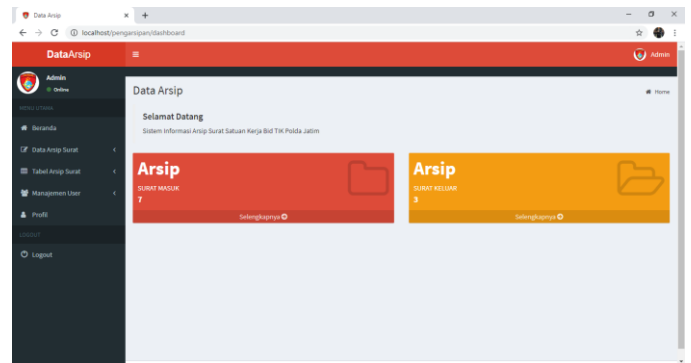 Data Arsip
localhost/pengarsipan/dashboard
DataArsip
Admin
Admin
Online
MENU UTAMA
Beranda
Data Arsip Surat
Tabel Arsip Surat
Manajemen User
Profil
LOGOUT
Logout
Data Arsip
Home
Selamat Datang
Sistem Informasi Arsip Surat Satuan Kerja Bid TIK Polda Jatim
Arsip
SURAT MASUK
7
Selengkapnya
Arsip
SURAT KELUAR
3
Selengkapnya